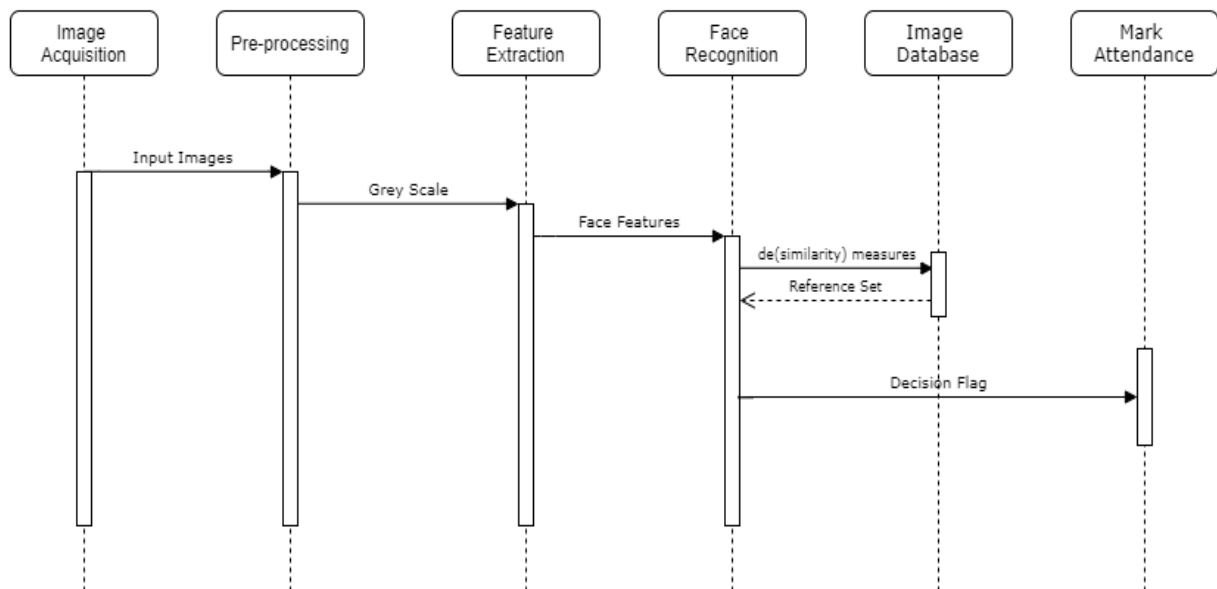 Image
Acquisition
Pre-processing
Feature
Extraction
Face
Recognition
Image
Database
Mark
Attendance
Input Images
Grey Scale
Face Features
de(similarity) measures
Reference Set
Decision Flag